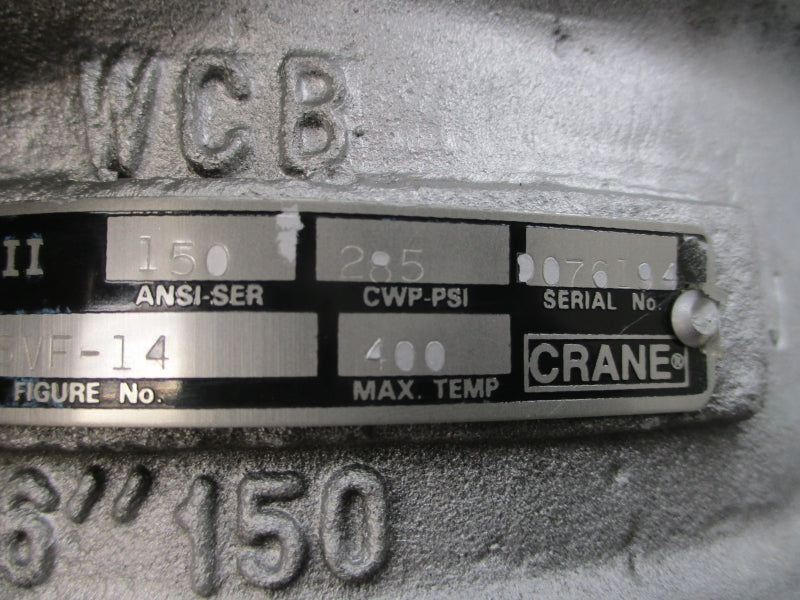 WCB
II 150 285
ANSI-SER CWP-PSI SERIAL No.
-14 400 CRANE®
FIGURE No. MAX. TEMP
6" 150